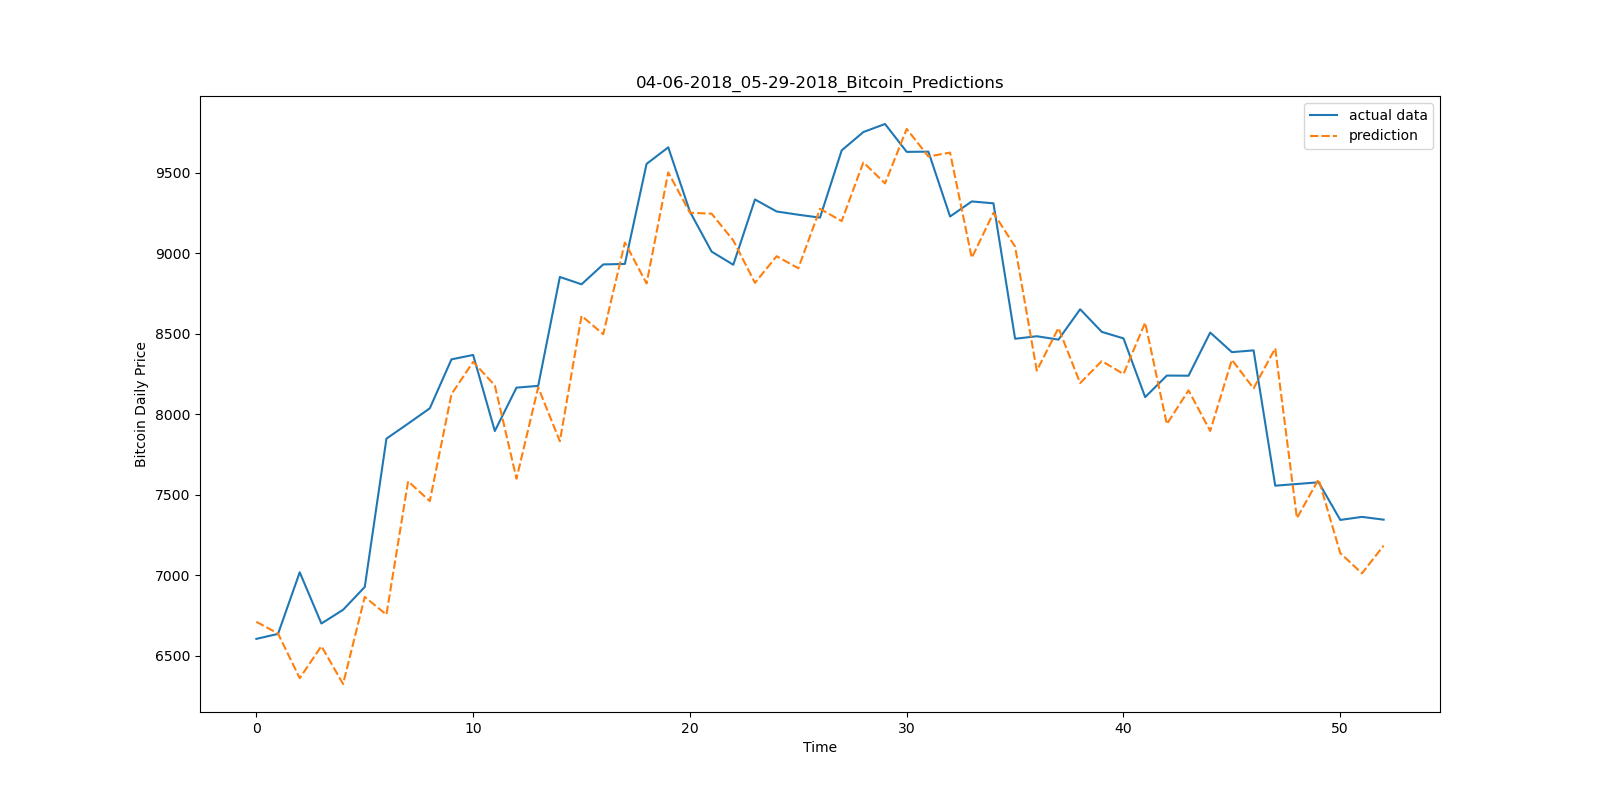 04-06-2018_05-29-2018_Bitcoin_Predictions
actual data
prediction
Bitcoin Daily Price
9500
9000
8500
8000
7500
7000
6500
0 10 20 30 40 50
Time